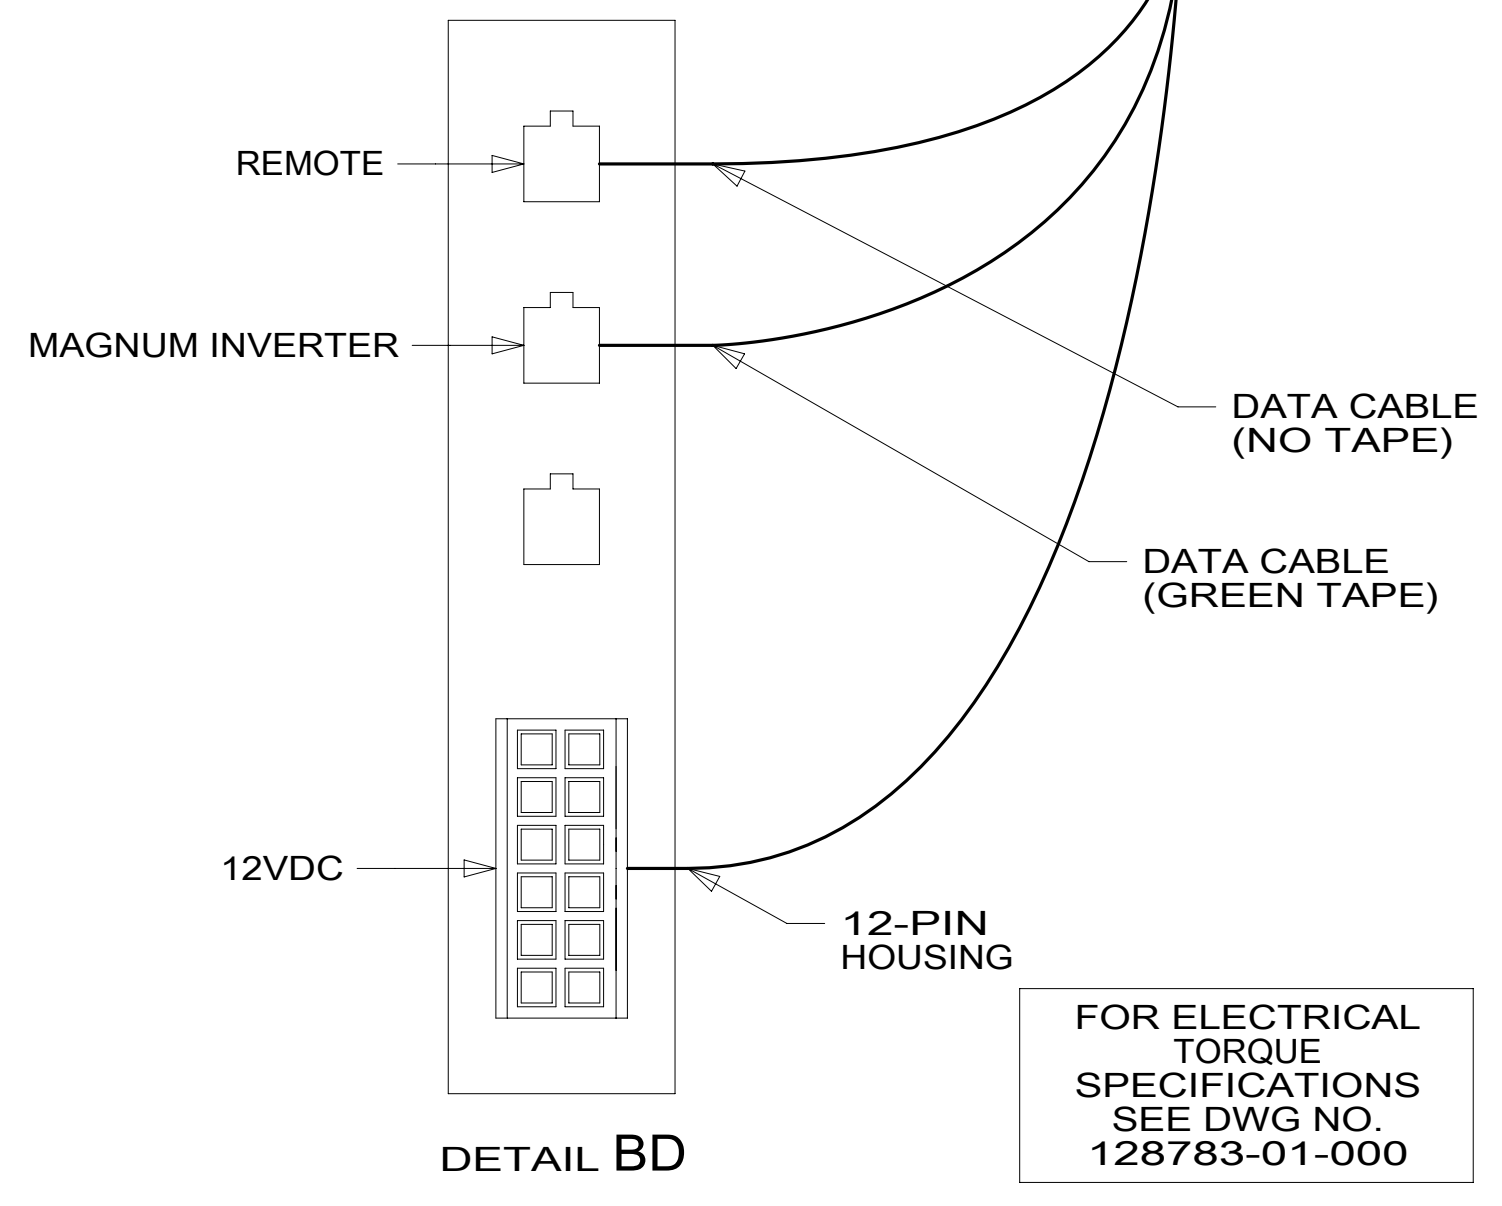 REMOTE
MAGNUM INVERTER
DATA CABLE
(NO TAPE)
DATA CABLE
(GREEN TAPE)
12VDC
12-PIN
HOUSING
FOR ELECTRICAL
TORQUE
SPECIFICATIONS
SEE DWG NO.
128783-01-000
DETAIL BD